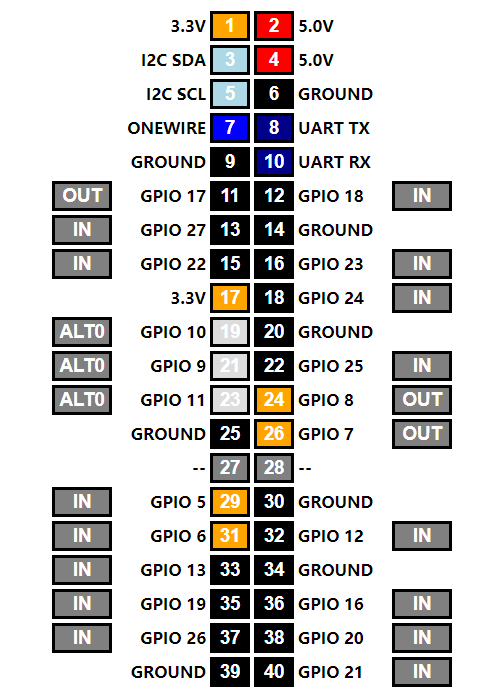 3.3V 1 2 5.0V
I2C SDA 3 4 5.0V
I2C SCL 5 6 GROUND
ONEWIRE 7 8 UART TX
GROUND 9 10 UART RX
OUT GPIO 17 11 12 GPIO 18 IN
IN GPIO 27 13 14 GROUND
IN GPIO 22 15 16 GPIO 23 IN
3.3V 17 18 GPIO 24 IN
ALT0 GPIO 10 19 20 GROUND
ALT0 GPIO 9 21 22 GPIO 25 IN
ALT0 GPIO 11 23 24 GPIO 8 OUT
GROUND 25 26 GPIO 7 OUT
-- 27 28 --
IN GPIO 5 29 30 GROUND
IN GPIO 6 31 32 GPIO 12 IN
IN GPIO 13 33 34 GROUND
IN GPIO 19 35 36 GPIO 16 IN
IN GPIO 26 37 38 GPIO 20 IN
GROUND 39 40 GPIO 21 IN